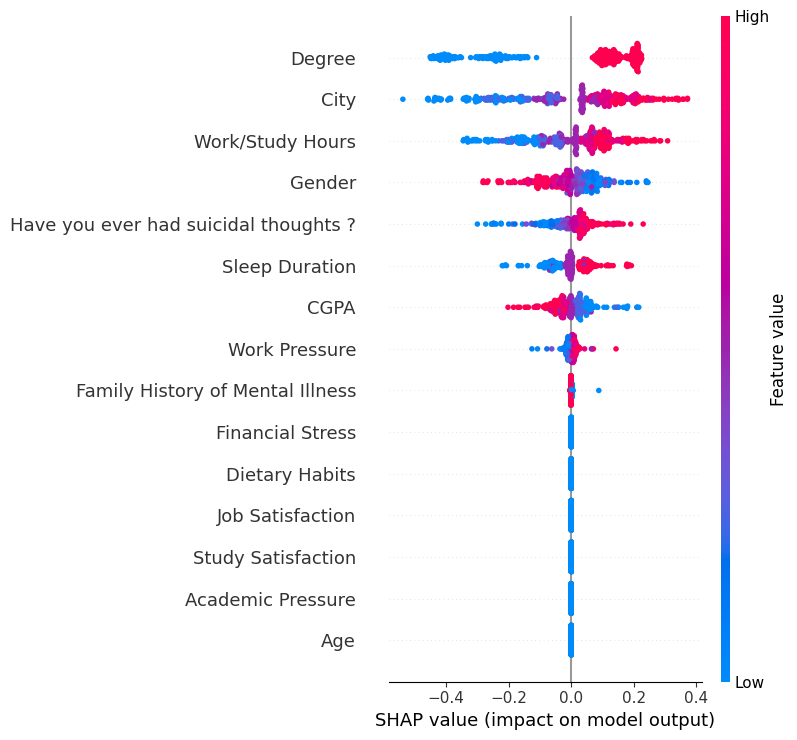 High
Degree
City
Work/Study Hours
Gender
Have you ever had suicidal thoughts ?
Sleep Duration
CGPA
Work Pressure
Family History of Mental Illness
Financial Stress
Dietary Habits
Job Satisfaction
Study Satisfaction
Academic Pressure
Age
Feature value
Low
−0.4 −0.2 0.0 0.2 0.4
SHAP value (impact on model output)